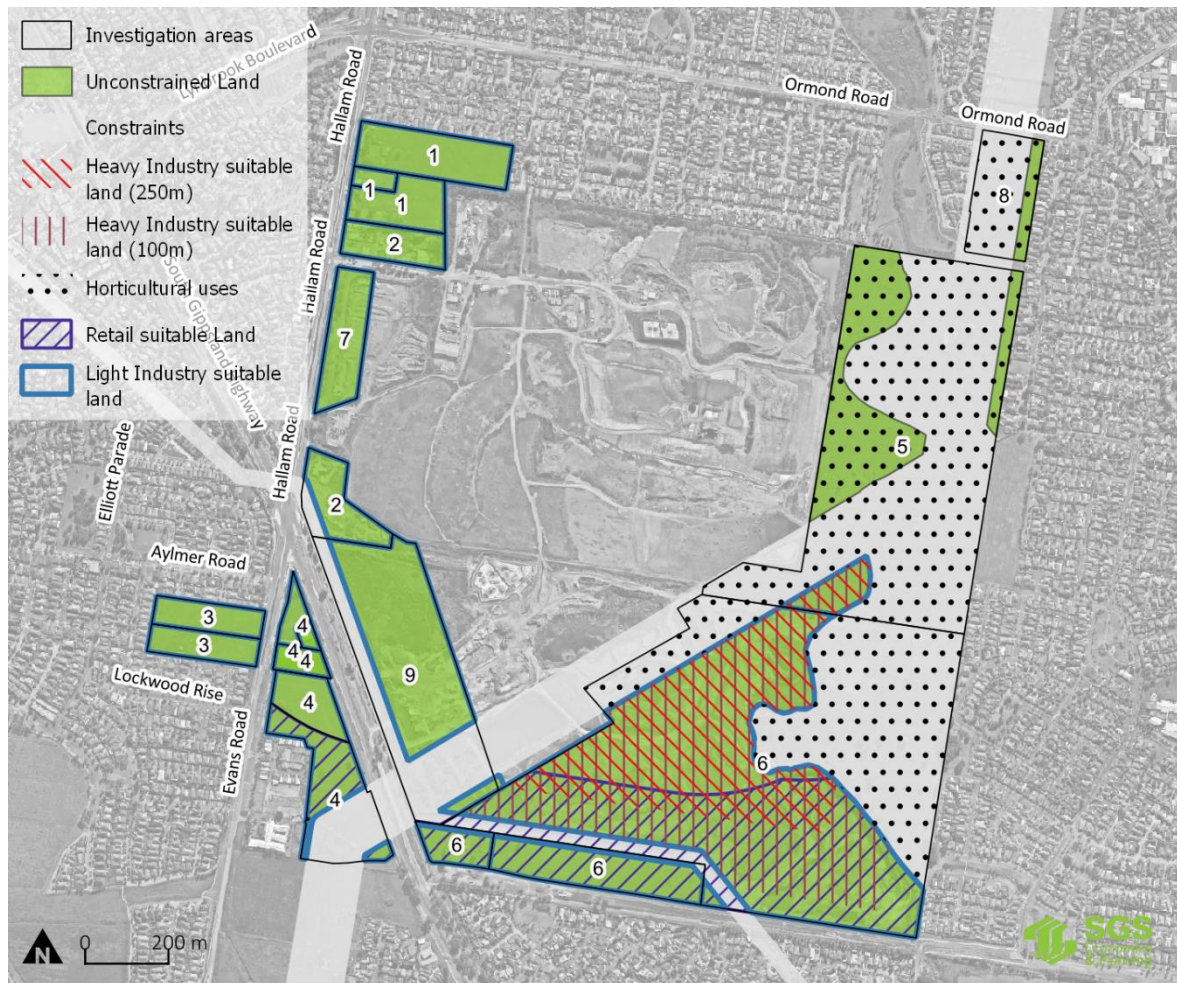 Investigation areas
Unconstrained Land
Constraints
Heavy Industry suitable
land (250m)
Heavy Industry suitable
land (100m)
Horticultural uses
Retail suitable Land
Light Industry suitable
land
Lynbrook Boulevard
Hallam Road
Ormond Road
Ormond Road
1
1
1
8
2
Hallam Road
South Gippsland Highway
7
5
Hallam Road
Elliott Parade
2
Aylmer Road
3
3
4
4
4
9
Lockwood Rise
4
Evans Road
6
4
6
6
N
0 200 m
SGS
Economics
& Planning